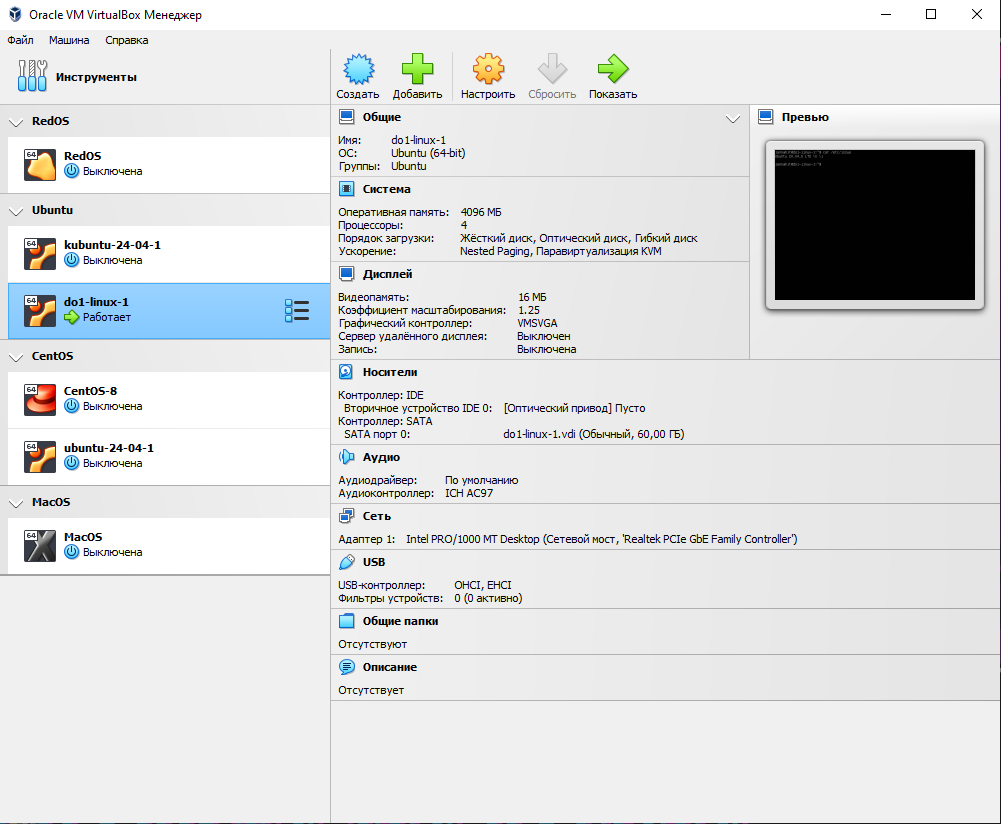 Oracle VM VirtualBox Менеджер
Файл Машина Справка
Инструменты
Создать Добавить Настроить Сбросить Показать
RedOS
64 RedOS
Выключена
Ubuntu
64 kubuntu-24-04-1
Выключена
64 do1-linux-1
Работает
CentOS
64 CentOS-8
Выключена
64 ubuntu-24-04-1
Выключена
MacOS
64 MacOS
Выключена
Общие
Имя: do1-linux-1
ОС: Ubuntu (64-bit)
Группы: Ubuntu
Система
Оперативная память: 4096 МБ
Процессоры: 4
Порядок загрузки: Жёсткий диск, Оптический диск, Гибкий диск
Ускорение: Nested Paging, Паравиртуализация KVM
Дисплей
Видеопамять: 16 МБ
Коэффициент масштабирования: 1.25
Графический контроллер: VMSVGA
Сервер удалённого дисплея: Выключен
Запись: Выключена
Превью
Носители
Контроллер: IDE
Вторичное устройство IDE 0: [Оптический привод] Пусто
Контроллер: SATA
SATA порт 0: do1-linux-1.vdi (Обычный, 60,00 ГБ)
Аудио
Аудиодрайвер: По умолчанию
Аудиоконтроллер: ICH AC97
Сеть
Адаптер 1: Intel PRO/1000 MT Desktop (Сетевой мост, 'Realtek PCIe GbE Family Controller')
USB
USB-контроллер: OHCI, EHCI
Фильтры устройств: 0 (0 активно)
Общие папки
Отсутствуют
Описание
Отсутствует